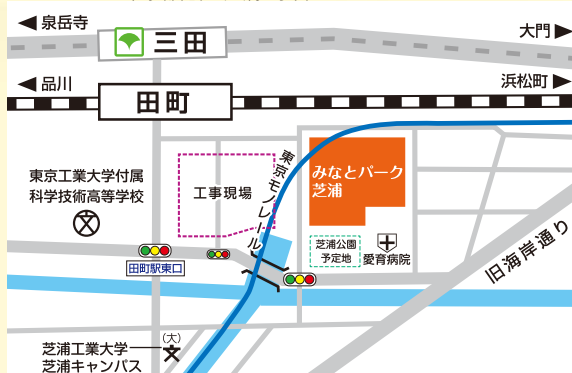 泉岳寺
大門
三田
品川
浜松町
田町
東京工業大学付属
科学技術高等学校
工事現場
東京モノレール
みなとパーク
芝浦
芝浦公園
予定地
愛育病院
旧海岸通り
田町駅東口
(大)
芝浦工業大学
芝浦キャンパス